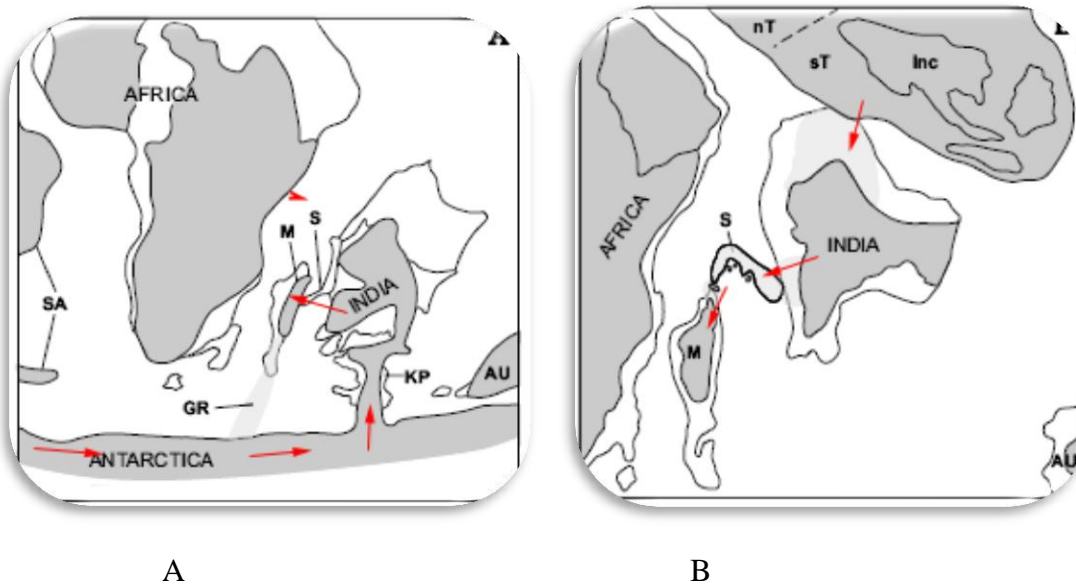 A
AFRICA
M
S
INDIA
SA
KP
AU
GR
ANTARCTICA
nT
sT
Inc
AFRICA
S
INDIA
M
AU
A
B